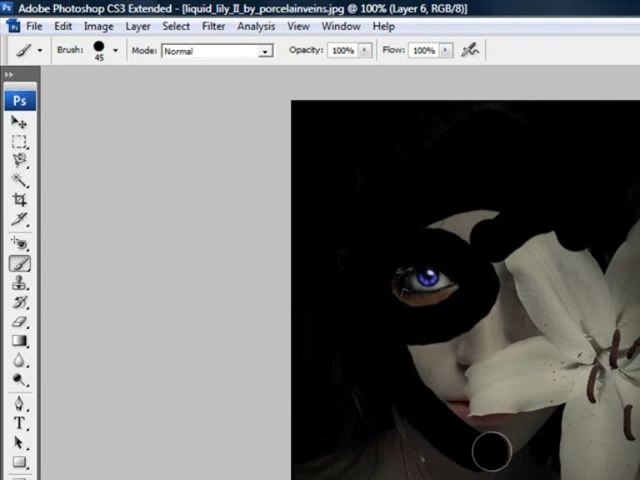 Ps Adobe Photoshop CS3 Extended - [liquid_lily_II_by_porcelainveins.jpg @ 100% (Layer 6, RGB/8)]
Ps File Edit Image Layer Select Filter Analysis View Window Help
Brush: 45 Mode: Normal Opacity: 100% Flow: 100%
Ps
T